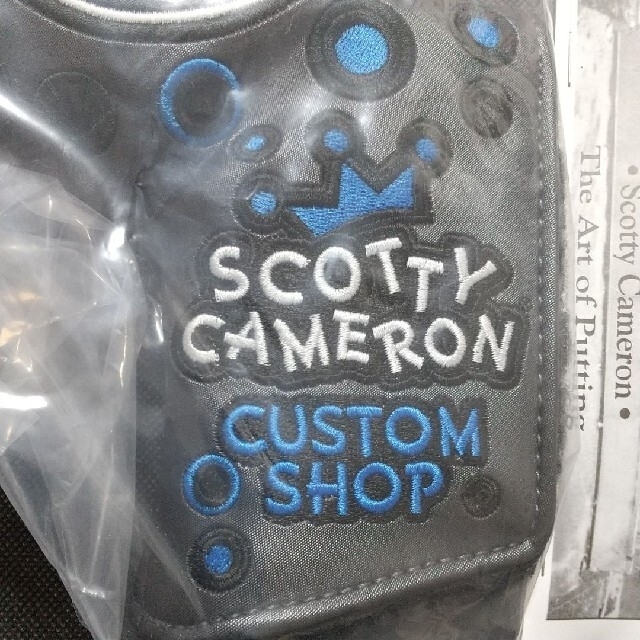 SCOTTY
CAMERON
CUSTOM
SHOP
• Scotty Cameron •
The Art of Putting